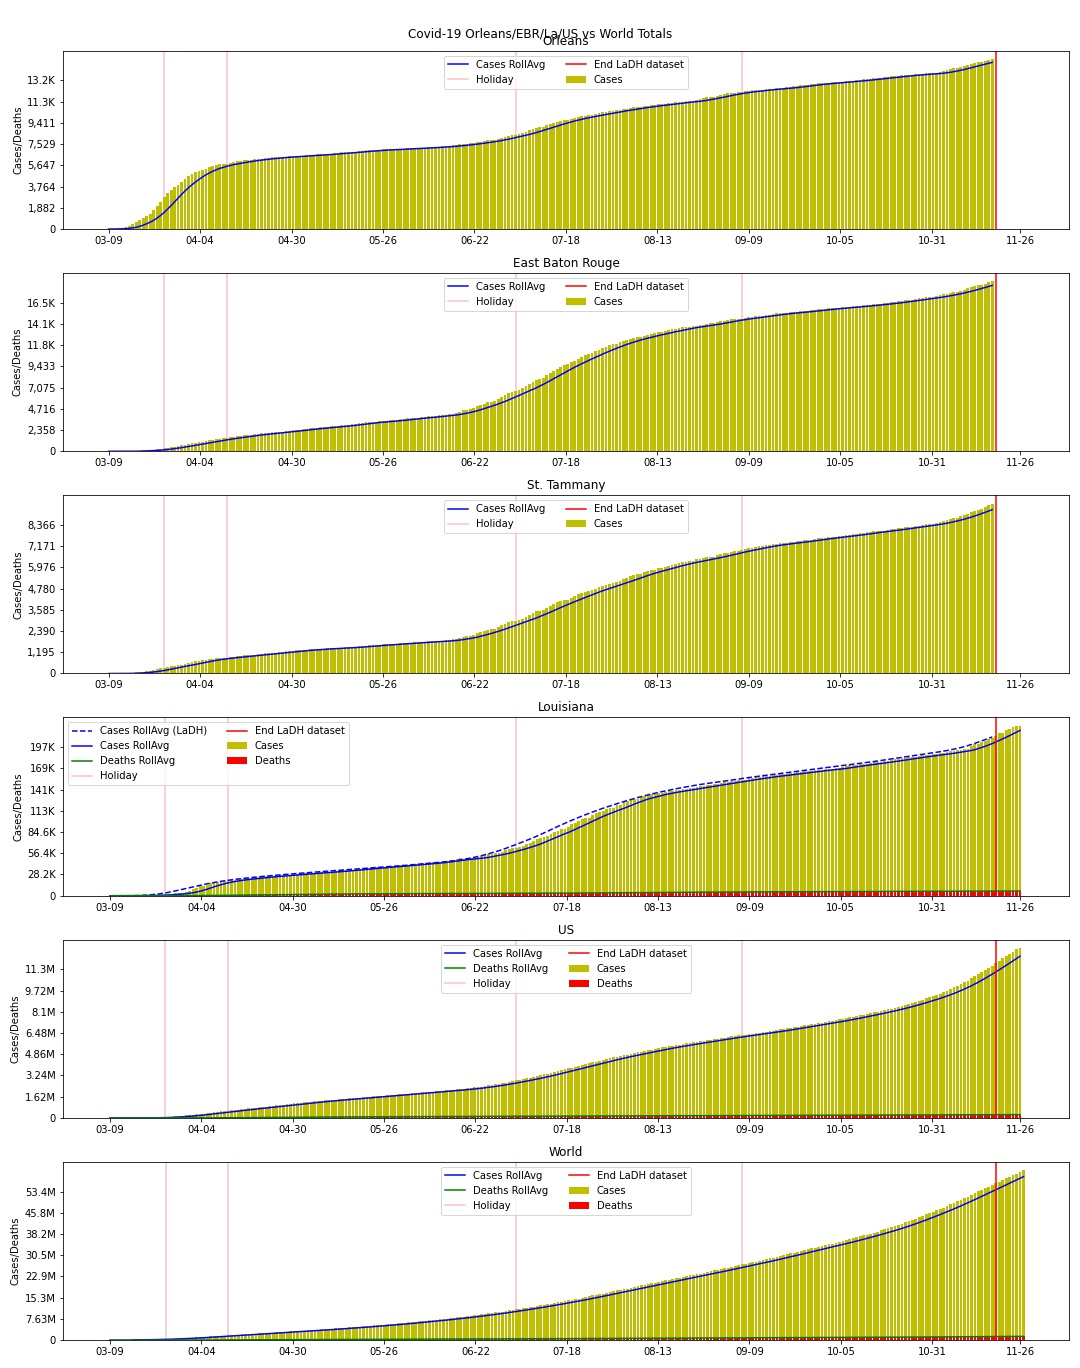 Covid-19 Orleans/EBR/La/US vs World Totals
Orleans
Cases RollAvg
Holiday
End LaDH dataset
Cases
Cases/Deaths
13.2K
11.3K
9,411
7,529
5,647
3,764
1,882
0
03-09 04-04 04-30 05-26 06-22 07-18 08-13 09-09 10-05 10-31 11-26
East Baton Rouge
Cases RollAvg
Holiday
End LaDH dataset
Cases
Cases/Deaths
16.5K
14.1K
11.8K
9,433
7,075
4,716
2,358
0
03-09 04-04 04-30 05-26 06-22 07-18 08-13 09-09 10-05 10-31 11-26
St. Tammany
Cases RollAvg
Holiday
End LaDH dataset
Cases
Cases/Deaths
8,366
7,171
5,976
4,780
3,585
2,390
1,195
0
03-09 04-04 04-30 05-26 06-22 07-18 08-13 09-09 10-05 10-31 11-26
Louisiana
Cases RollAvg (LaDH)
Cases RollAvg
Deaths RollAvg
Holiday
End LaDH dataset
Cases
Deaths
Cases/Deaths
197K
169K
141K
113K
84.6K
56.4K
28.2K
0
03-09 04-04 04-30 05-26 06-22 07-18 08-13 09-09 10-05 10-31 11-26
US
Cases RollAvg
Deaths RollAvg
Holiday
End LaDH dataset
Cases
Deaths
Cases/Deaths
11.3M
9.72M
8.1M
6.48M
4.86M
3.24M
1.62M
0
03-09 04-04 04-30 05-26 06-22 07-18 08-13 09-09 10-05 10-31 11-26
World
Cases RollAvg
Deaths RollAvg
Holiday
End LaDH dataset
Cases
Deaths
Cases/Deaths
53.4M
45.8M
38.2M
30.5M
22.9M
15.3M
7.63M
0
03-09 04-04 04-30 05-26 06-22 07-18 08-13 09-09 10-05 10-31 11-26